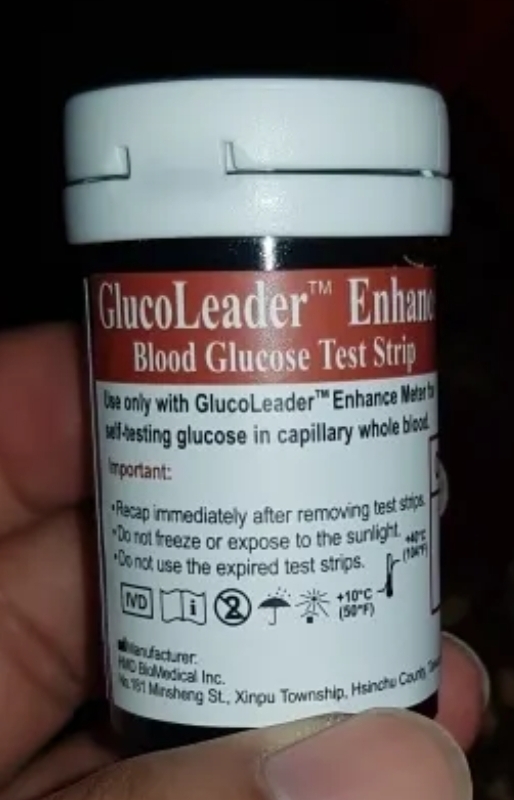 GlucoLeader™ Enhanc
Blood Glucose Test Strip
Use only with GlucoLeader™ Enhance Meter for
self-testing glucose in capillary whole blood.
Important:
•Recap immediately after removing test strips.
•Do not freeze or expose to the sunlight.
•Do not use the expired test strips.
+40°C
(104°F)
IVD
i
2
+10°C
(50°F)
Manufacturer:
HMD BioMedical Inc.
No.181 Minsheng St., Xinpu Township, Hsinchu County,